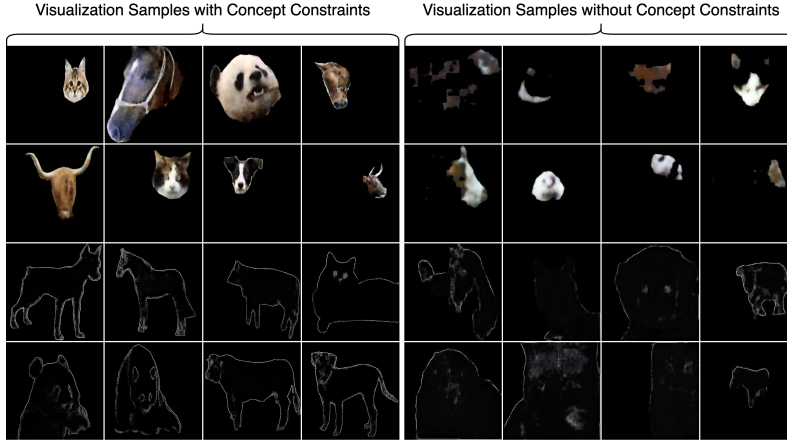 Visualization Samples with Concept Constraints
Visualization Samples without Concept Constraints